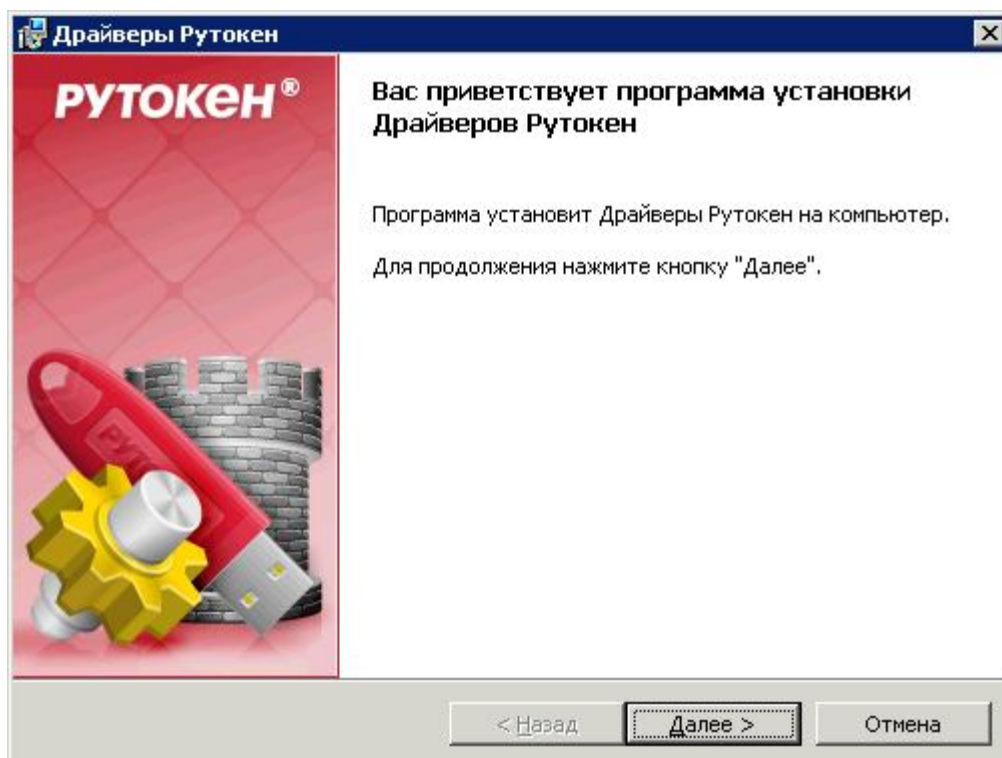 Драйверы Рутокен
РУТОКЕН®
Вас приветствует программа установки
Драйверов Рутокен
Программа установит Драйверы Рутокен на компьютер.
Для продолжения нажмите кнопку "Далее".
< Назад
Далее >
Отмена